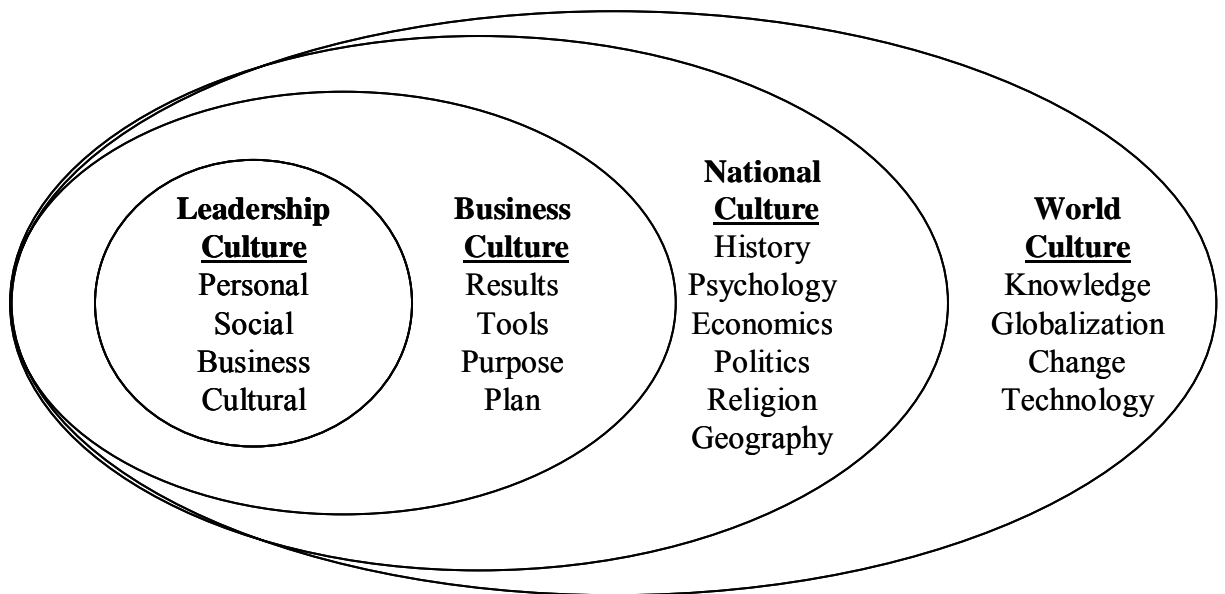 Leadership
Culture
Personal
Social
Business
Cultural
Business
Culture
Results
Tools
Purpose
Plan
National
Culture
History
Psychology
Economics
Politics
Religion
Geography
World
Culture
Knowledge
Globalization
Change
Technology